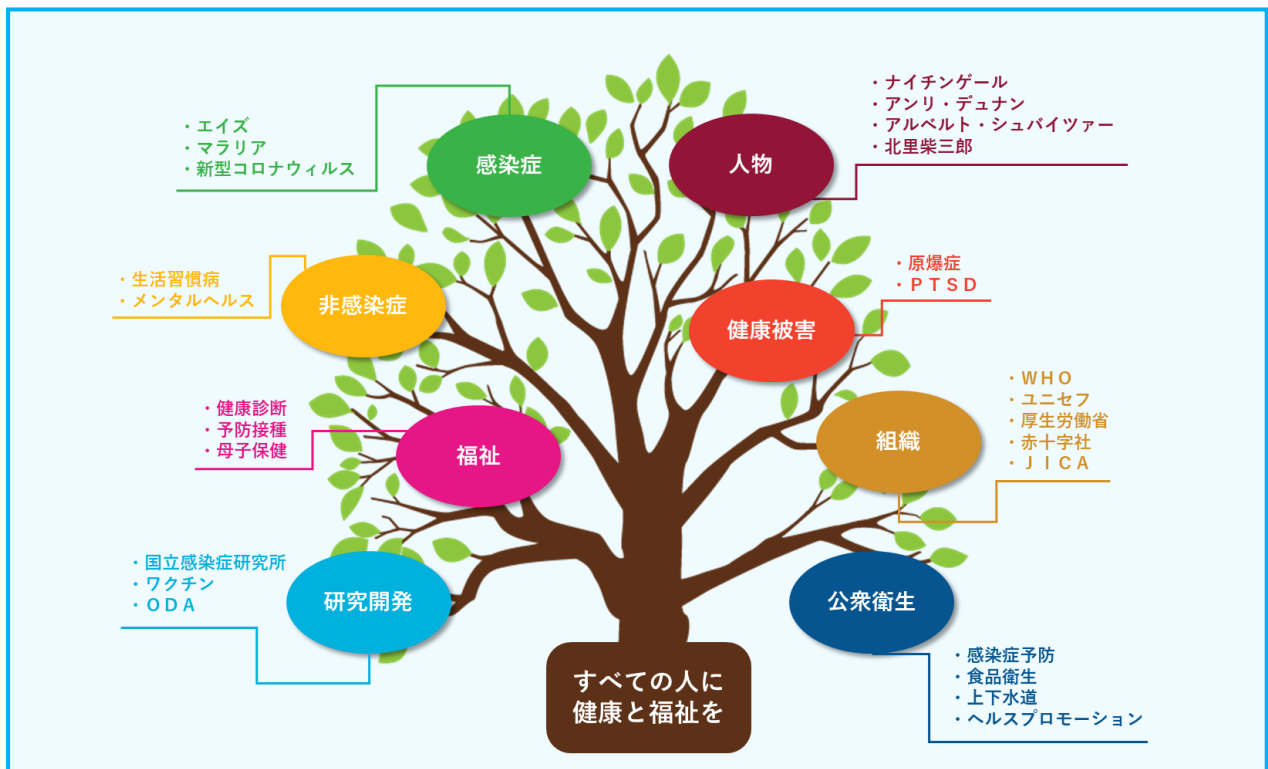 感染症
・エイズ
・マラリア
・新型コロナウィルス
人物
・ナイチンゲール
・アンリ・デュナン
・アルベルト・シュバイツァー
・北里柴三郎
非感染症
・生活習慣病
・メンタルヘルス
健康被害
・原爆症
・ＰＴＳＤ
福祉
・健康診断
・予防接種
・母子保健
組織
・ＷＨＯ
・ユニセフ
・厚生労働省
・赤十字社
・ＪＩＣＡ
研究開発
・国立感染症研究所
・ワクチン
・ＯＤＡ
公衆衛生
・感染症予防
・食品衛生
・上下水道
・ヘルスプロモーション
すべての人に
健康と福祉を